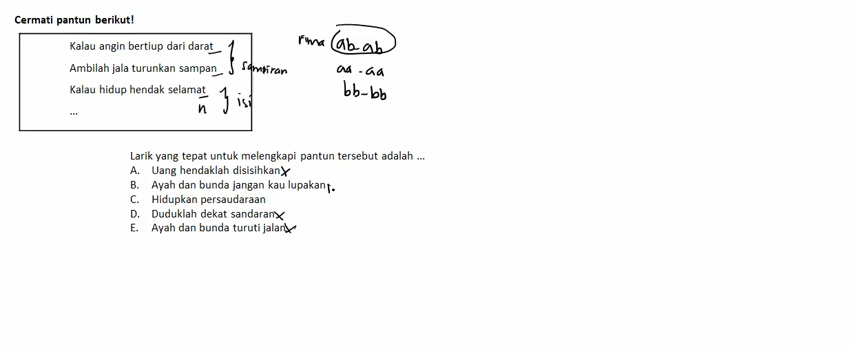 Cermati pantun berikut!
Kalau angin bertiup dari darat
Ambilah jala turunkan sampan
Kalau hidup hendak selamat
...
sampiran
n
isi
rima ab-ab
aa-aa
bb-bb
Larik yang tepat untuk melengkapi pantun tersebut adalah ...
A. Uang hendaklah disisihkan
B. Ayah dan bunda jangan kau lupakan
C. Hidupkan persaudaraan
D. Duduklah dekat sandaran
E. Ayah dan bunda turuti jalan